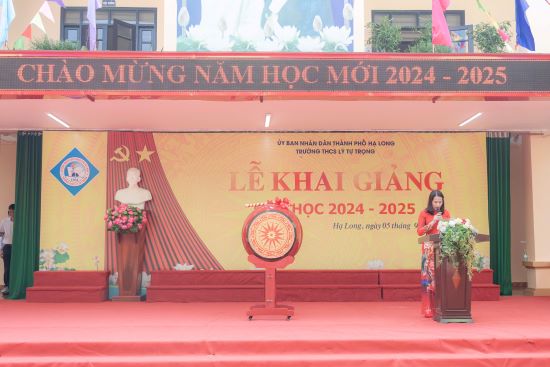 CHÀO MỪNG NĂM HỌC MỚI 2024 - 2025
ỦY BAN NHÂN DÂN THÀNH PHỐ HẠ LONG
TRƯỜNG THCS LÝ TỰ TRỌNG
LỄ KHAI GIẢNG
HỌC 2024 - 2025
Hạ Long, ngày 05 tháng 9